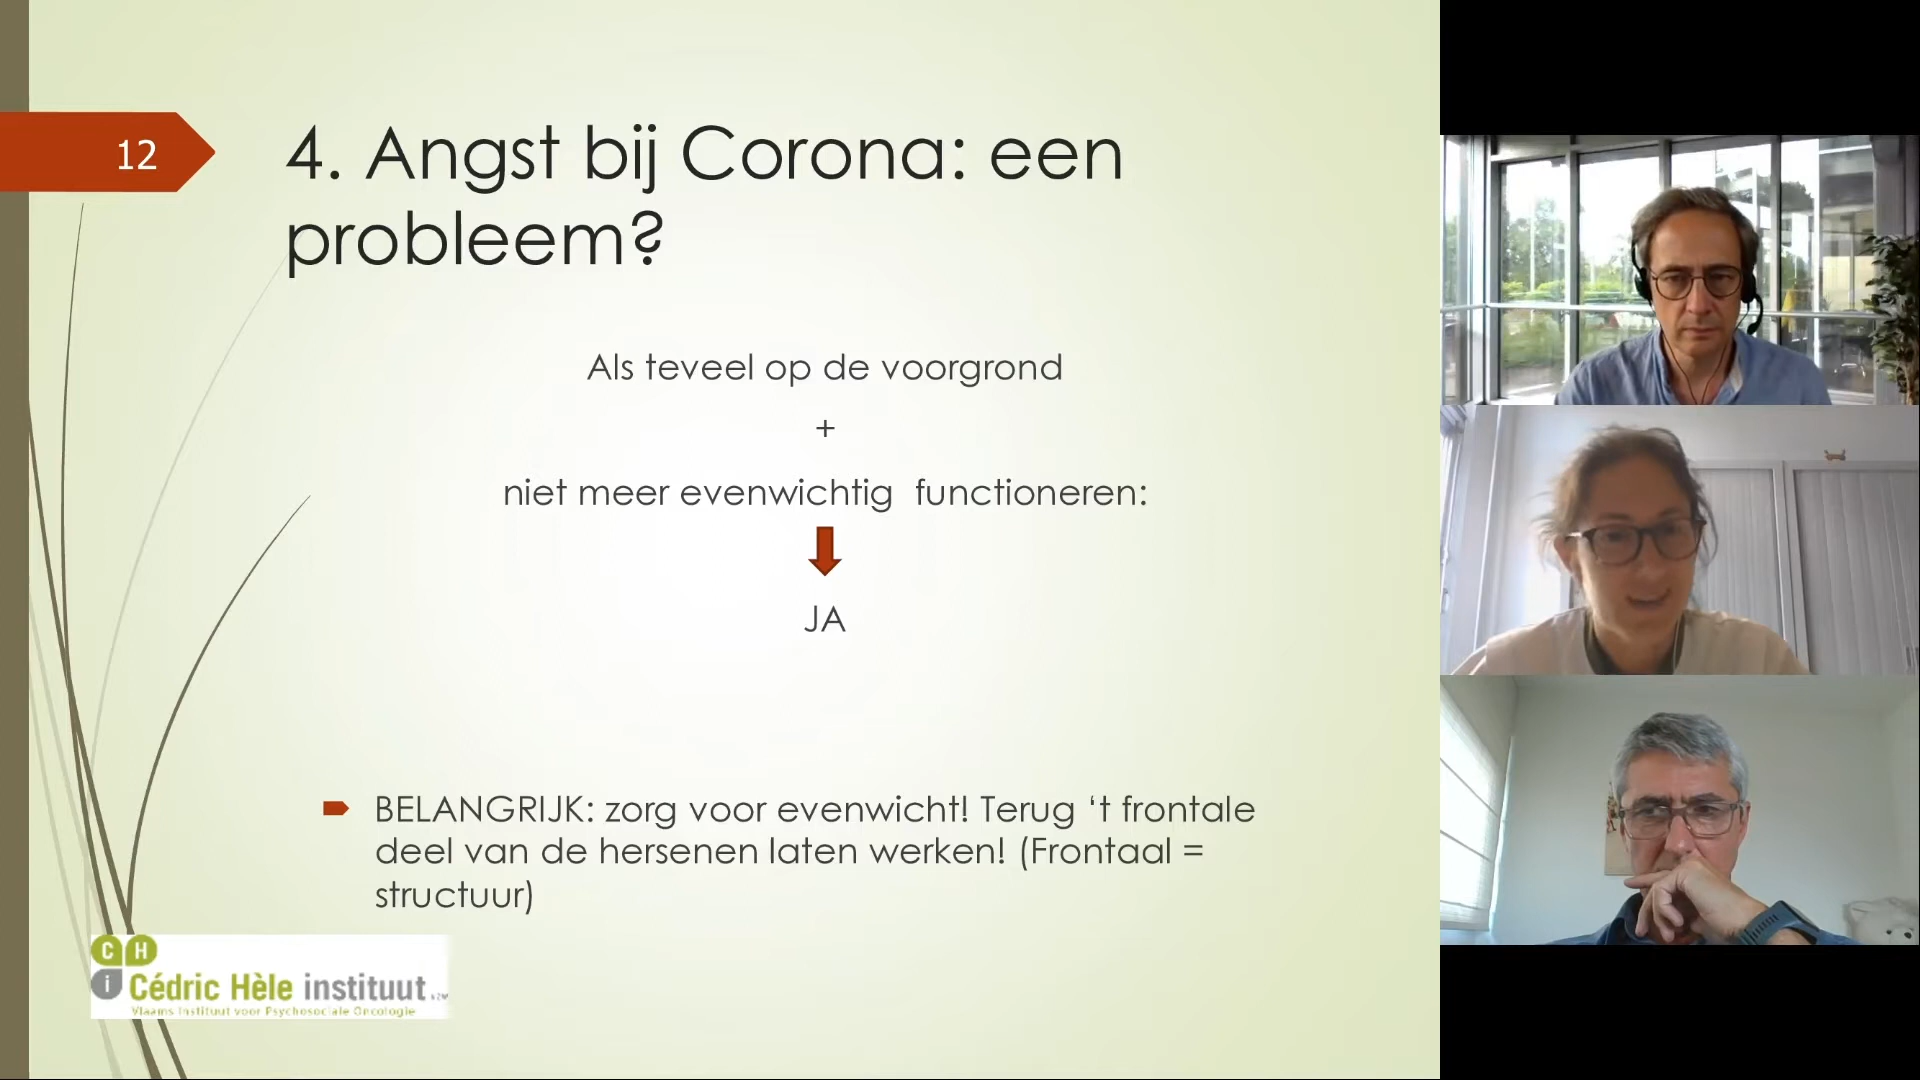 12
4. Angst bij Corona: een
probleem?
Als teveel op de voorgrond
+
niet meer evenwichtig functioneren:
JA
BELANGRIJK: zorg voor evenwicht! Terug ‘t frontale
deel van de hersenen laten werken! (Frontaal =
structuur)
C H
i Cédric Hèle instituut vzw
Vlaams Instituut voor Psychosociale Oncologie